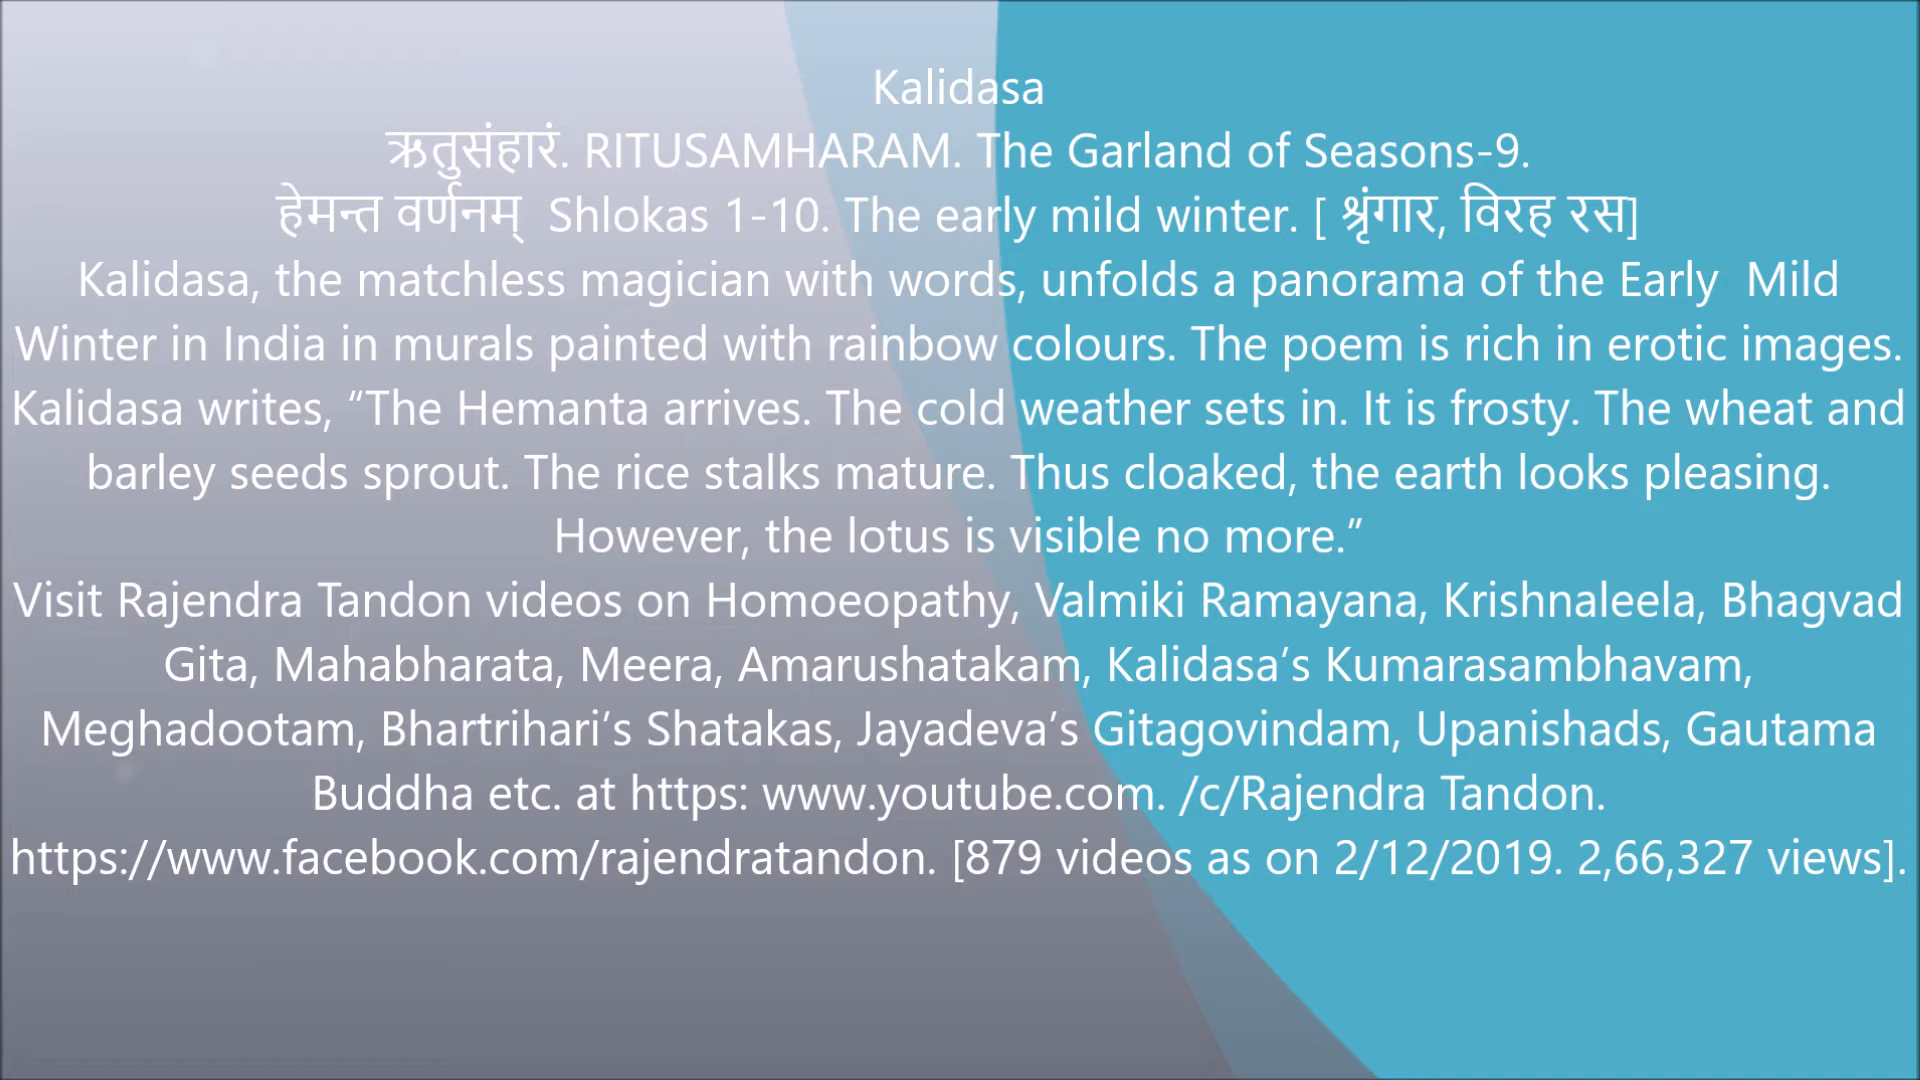 Kalidasa
ऋतुसंहारं. RITUSAMHARAM. The Garland of Seasons-9.
हेमन्त वर्णनम्  Shlokas 1-10. The early mild winter. [ श्रृंगार, विरह रस]
Kalidasa, the matchless magician with words, unfolds a panorama of the Early  Mild
Winter in India in murals painted with rainbow colours. The poem is rich in erotic images.
Kalidasa writes, “The Hemanta arrives. The cold weather sets in. It is frosty. The wheat and
barley seeds sprout. The rice stalks mature. Thus cloaked, the earth looks pleasing.
However, the lotus is visible no more.”
Visit Rajendra Tandon videos on Homoeopathy, Valmiki Ramayana, Krishnaleela, Bhagvad
Gita, Mahabharata, Meera, Amarushatakam, Kalidasa’s Kumarasambhavam,
Meghadootam, Bhartrihari’s Shatakas, Jayadeva’s Gitagovindam, Upanishads, Gautama
Buddha etc. at https: www.youtube.com. /c/Rajendra Tandon.
https://www.facebook.com/rajendratandon. [879 videos as on 2/12/2019. 2,66,327 views].